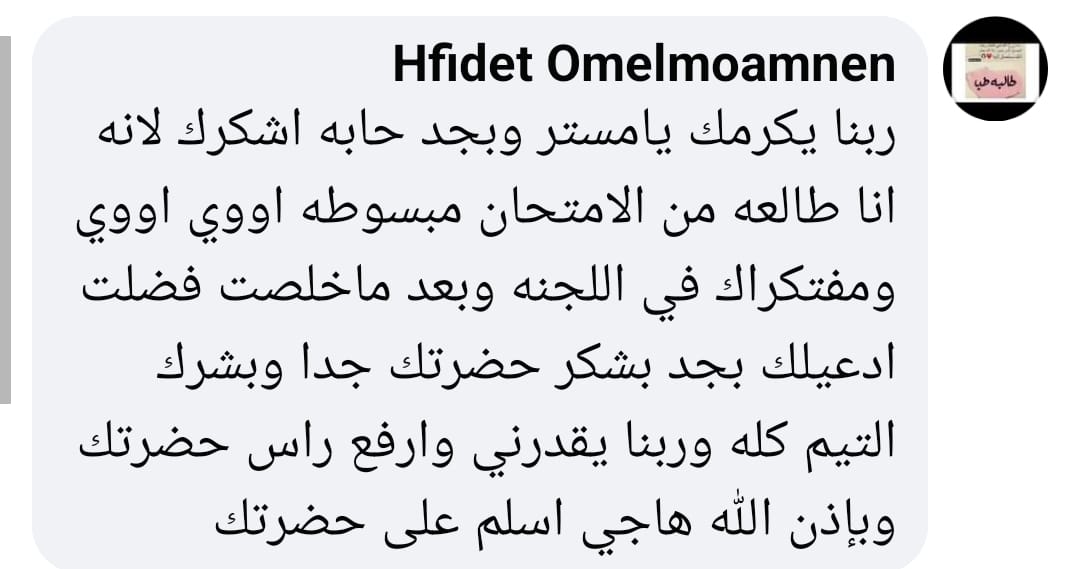 Hfidet Omelmoamnen
ربنا يكرمك يامستر وبجد حابه اشكرك لانه
انا طالعه من الامتحان مبسوطه اووي اووي
ومفتكراك في اللجنه وبعد ماخلصت فضلت
ادعيلك بجد بشكر حضرتك جدا وبشرك
التيم كله وربنا يقدرني وارفع راس حضرتك
وبإذن الله هاجي اسلم على حضرتك
طالبه طب